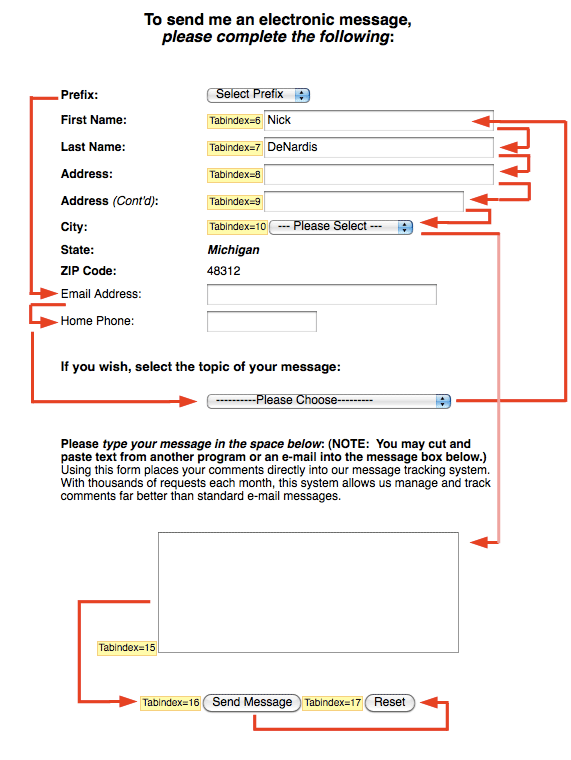 To send me an electronic message,
please complete the following:
Prefix: Select Prefix
First Name: Tabindex=6 Nick
Last Name: Tabindex=7 DeNardis
Address: Tabindex=8
Address (Cont'd): Tabindex=9
City: Tabindex=10 --- Please Select ---
State: Michigan
ZIP Code: 48312
Email Address:
Home Phone:
If you wish, select the topic of your message:
----------Please Choose---------
Please type your message in the space below: (NOTE: You may cut and
paste text from another program or an e-mail into the message box below.)
Using this form places your comments directly into our message tracking system.
With thousands of requests each month, this system allows us manage and track
comments far better than standard e-mail messages.
Tabindex=15
Tabindex=16 Send Message Tabindex=17 Reset